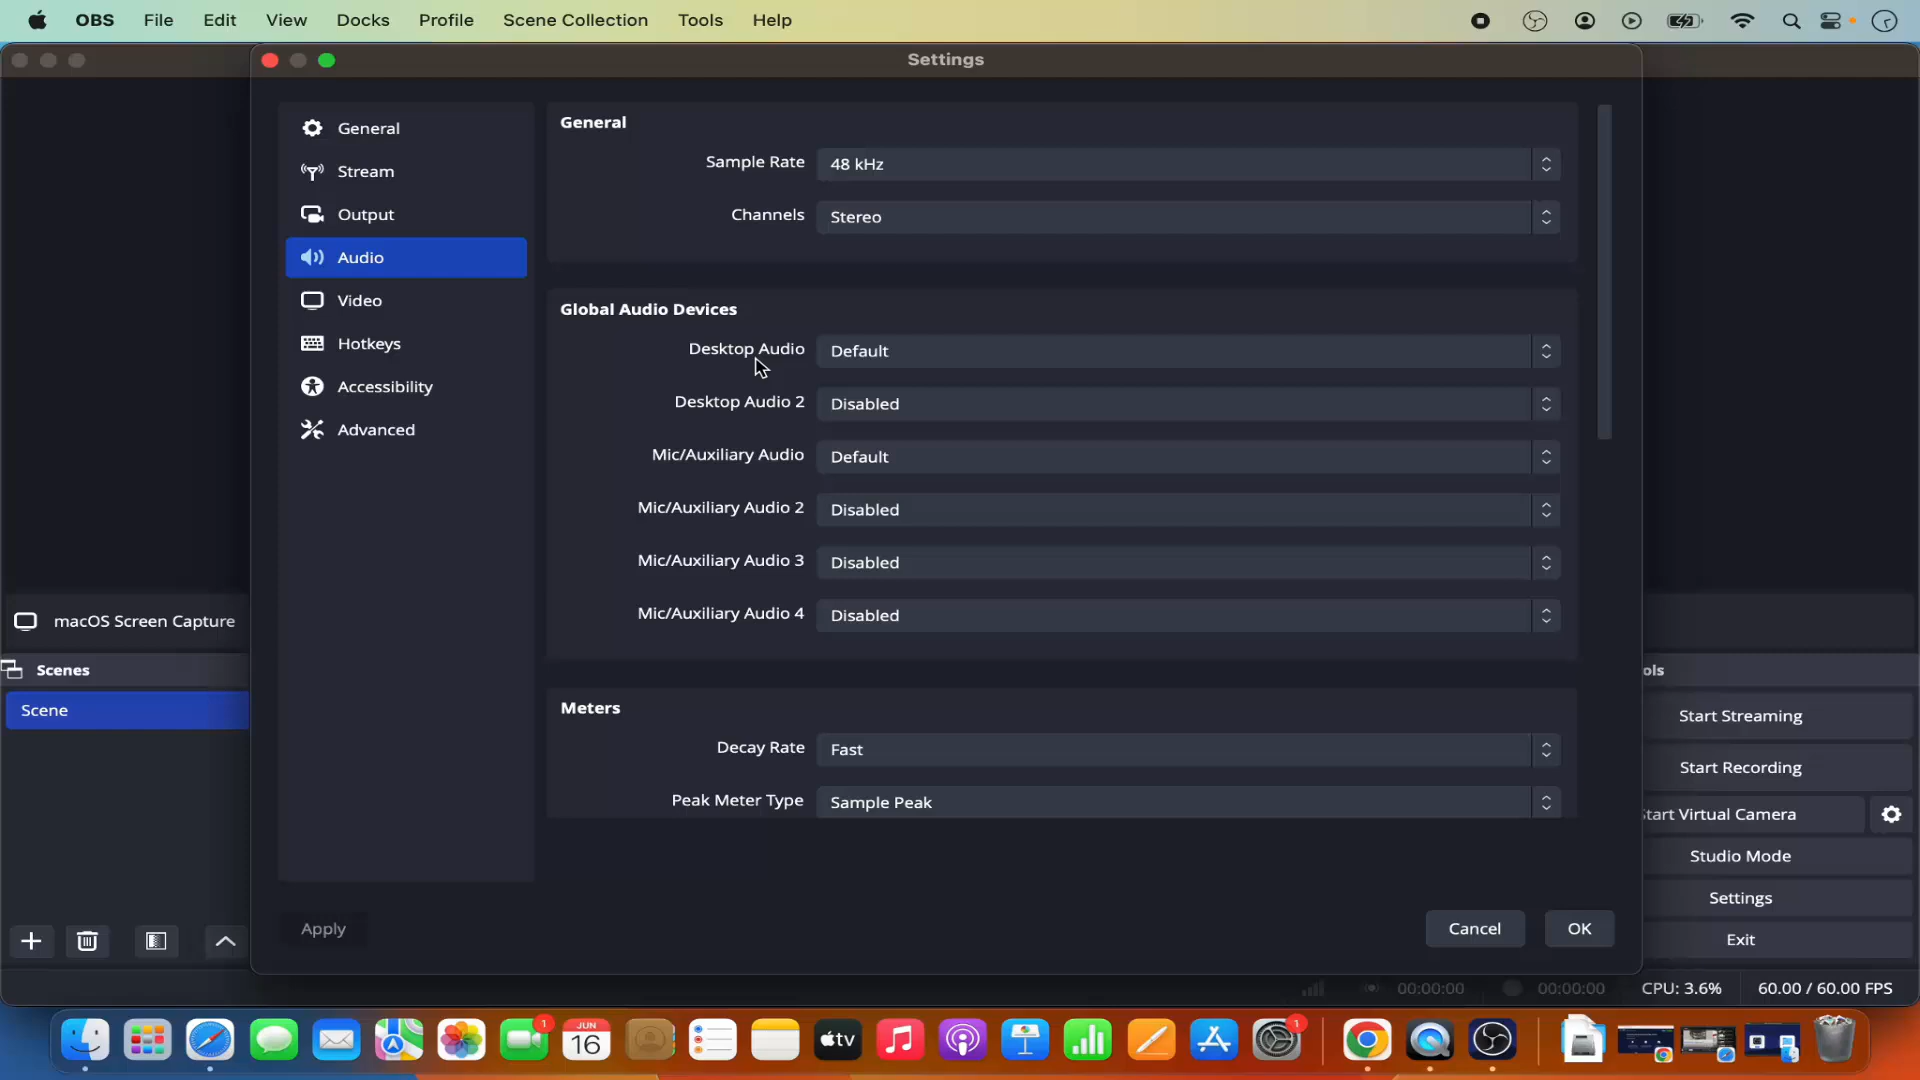 OBS File Edit View Docks Profile Scene Collection Tools Help
Settings
General
Stream
Output
Audio
Video
Hotkeys
Accessibility
Advanced
General
Sample Rate 48 kHz
Channels Stereo
Global Audio Devices
Desktop Audio Default
Desktop Audio 2 Disabled
Mic/Auxiliary Audio Default
Mic/Auxiliary Audio 2 Disabled
Mic/Auxiliary Audio 3 Disabled
Mic/Auxiliary Audio 4 Disabled
Meters
Decay Rate Fast
Peak Meter Type Sample Peak
Apply
Cancel OK
macOS Screen Capture
Scenes
Scene
ols
Start Streaming
Start Recording
tart Virtual Camera
Studio Mode
Settings
Exit
00:00:00 00:00:00 CPU: 3.6% 60.00 / 60.00 FPS
1
JUN
16
tv
1